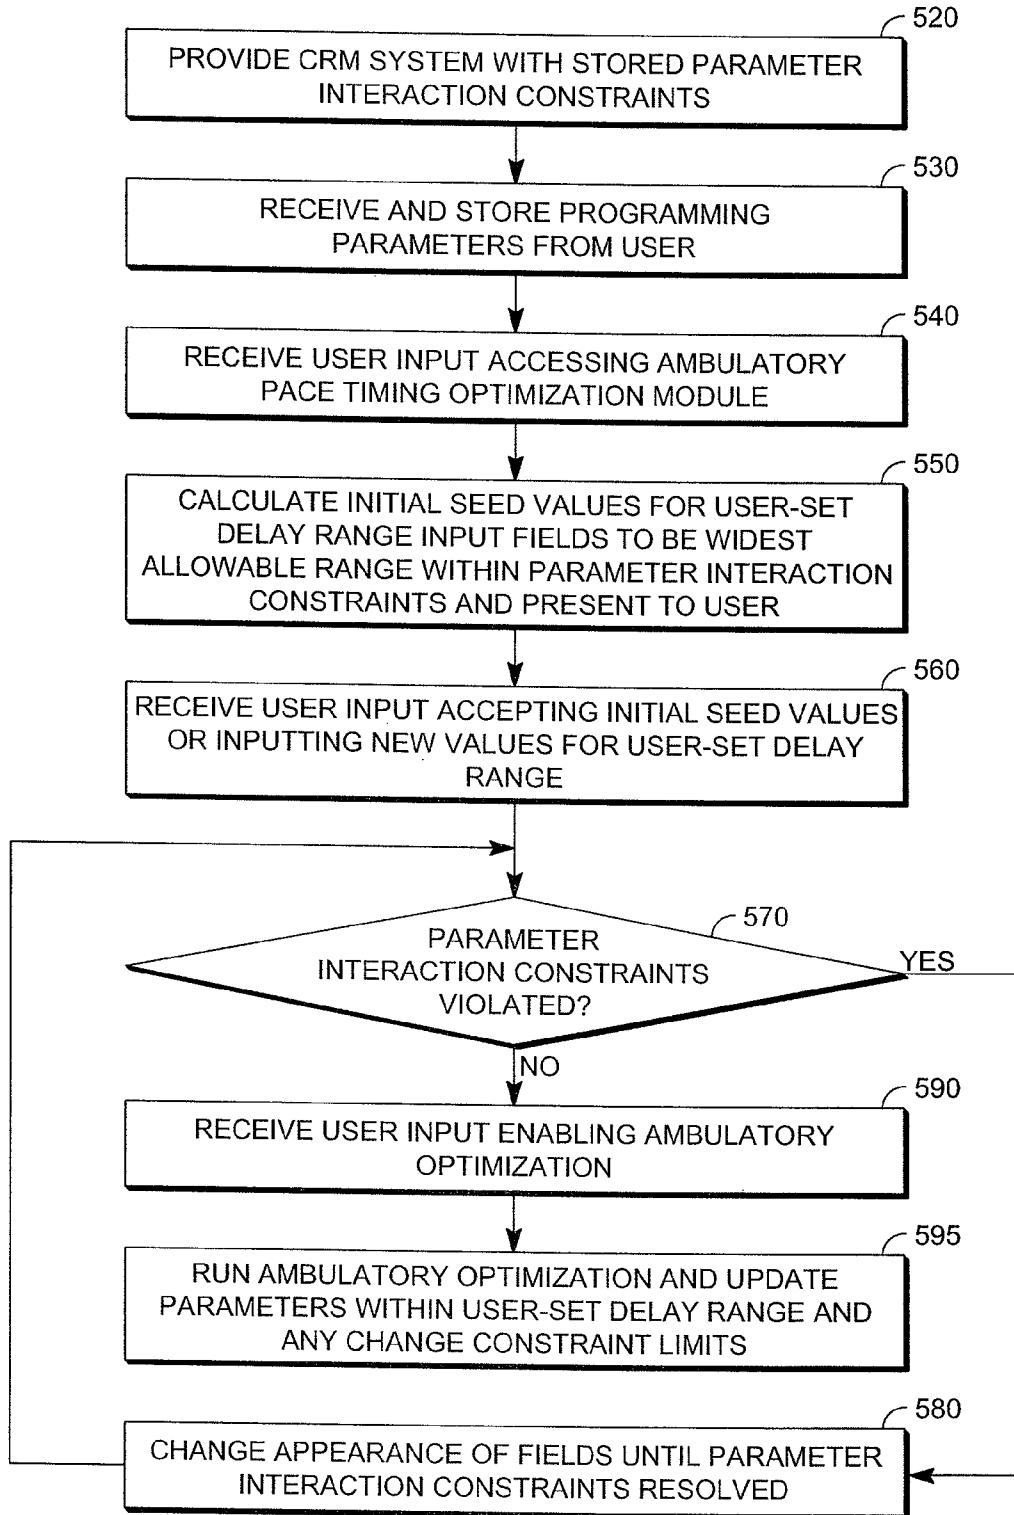 520
PROVIDE CRM SYSTEM WITH STORED PARAMETER
INTERACTION CONSTRAINTS
530
RECEIVE AND STORE PROGRAMMING
PARAMETERS FROM USER
540
RECEIVE USER INPUT ACCESSING AMBULATORY
PACE TIMING OPTIMIZATION MODULE
550
CALCULATE INITIAL SEED VALUES FOR USER-SET
DELAY RANGE INPUT FIELDS TO BE WIDEST
ALLOWABLE RANGE WITHIN PARAMETER INTERACTION
CONSTRAINTS AND PRESENT TO USER
560
RECEIVE USER INPUT ACCEPTING INITIAL SEED VALUES
OR INPUTTING NEW VALUES FOR USER-SET DELAY
RANGE
570
PARAMETER
INTERACTION CONSTRAINTS
VIOLATED?
YES
NO
590
RECEIVE USER INPUT ENABLING AMBULATORY
OPTIMIZATION
595
RUN AMBULATORY OPTIMIZATION AND UPDATE
PARAMETERS WITHIN USER-SET DELAY RANGE AND
ANY CHANGE CONSTRAINT LIMITS
580
CHANGE APPEARANCE OF FIELDS UNTIL PARAMETER
INTERACTION CONSTRAINTS RESOLVED